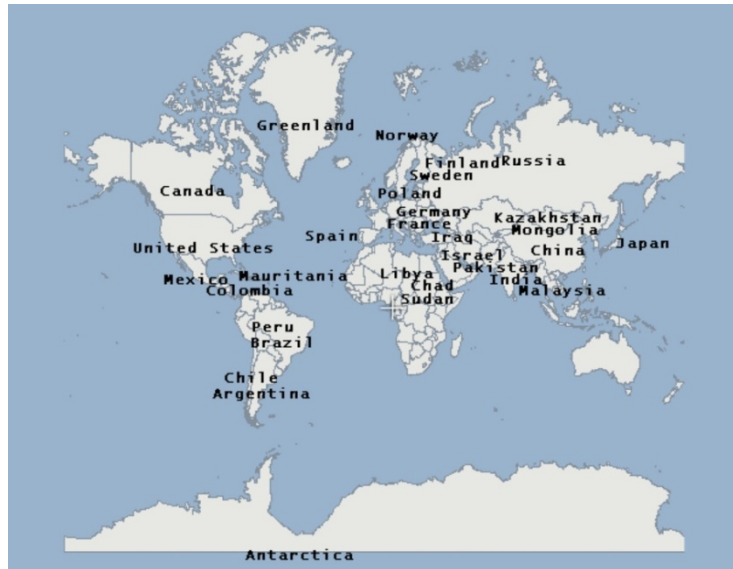 Greenland
Norway
Finland
Russia
Sweden
Canada
Poland
Germany
Kazakhstan
France
Mongolia
Spain
Iraq
Japan
United States
China
Israel
Pakistan
Libya
Mauritania
Mexico
India
Chad
Colombia
Malaysia
Sudan
Peru
Brazil
Chile
Argentina
Antarctica